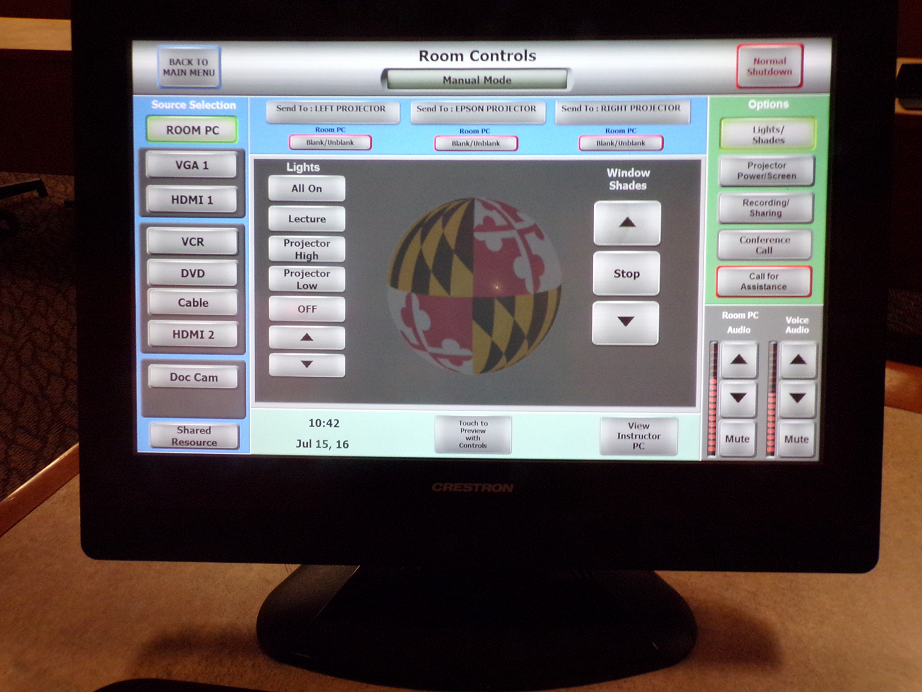 BACK TO
MAIN MENU
Room Controls
Manual Mode
Normal
Shutdown
Source Selection
ROOM PC
VGA 1
HDMI 1
VCR
DVD
Cable
HDMI 2
Doc Cam
Shared
Resource
Send To : LEFT PROJECTOR
Send To : EPSON PROJECTOR
Send To : RIGHT PROJECTOR
Room PC
Room PC
Room PC
Blank/Unblank
Blank/Unblank
Blank/Unblank
Lights
All On
Lecture
Projector
High
Projector
Low
OFF
Window
Shades
Stop
Options
Lights/
Shades
Projector
Power/Screen
Recording/
Sharing
Conference
Call
Call for
Assistance
Room PC
Audio
Voice
Audio
Mute
Mute
10:42
Jul 15, 16
Touch to
Preview
with
Controls
View
Instructor
PC
CRESTRON